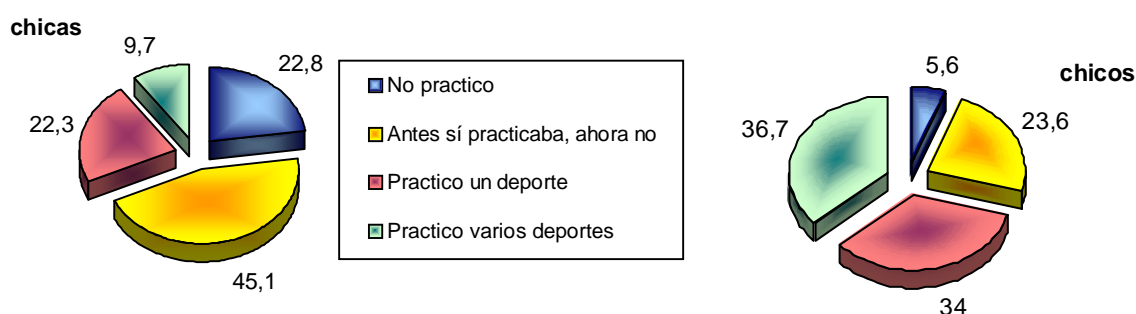 chicas
9,7
22,8
22,3
45,1
No practico
Antes sí practicaba, ahora no
Practico un deporte
Practico varios deportes
chicos
5,6
23,6
36,7
34